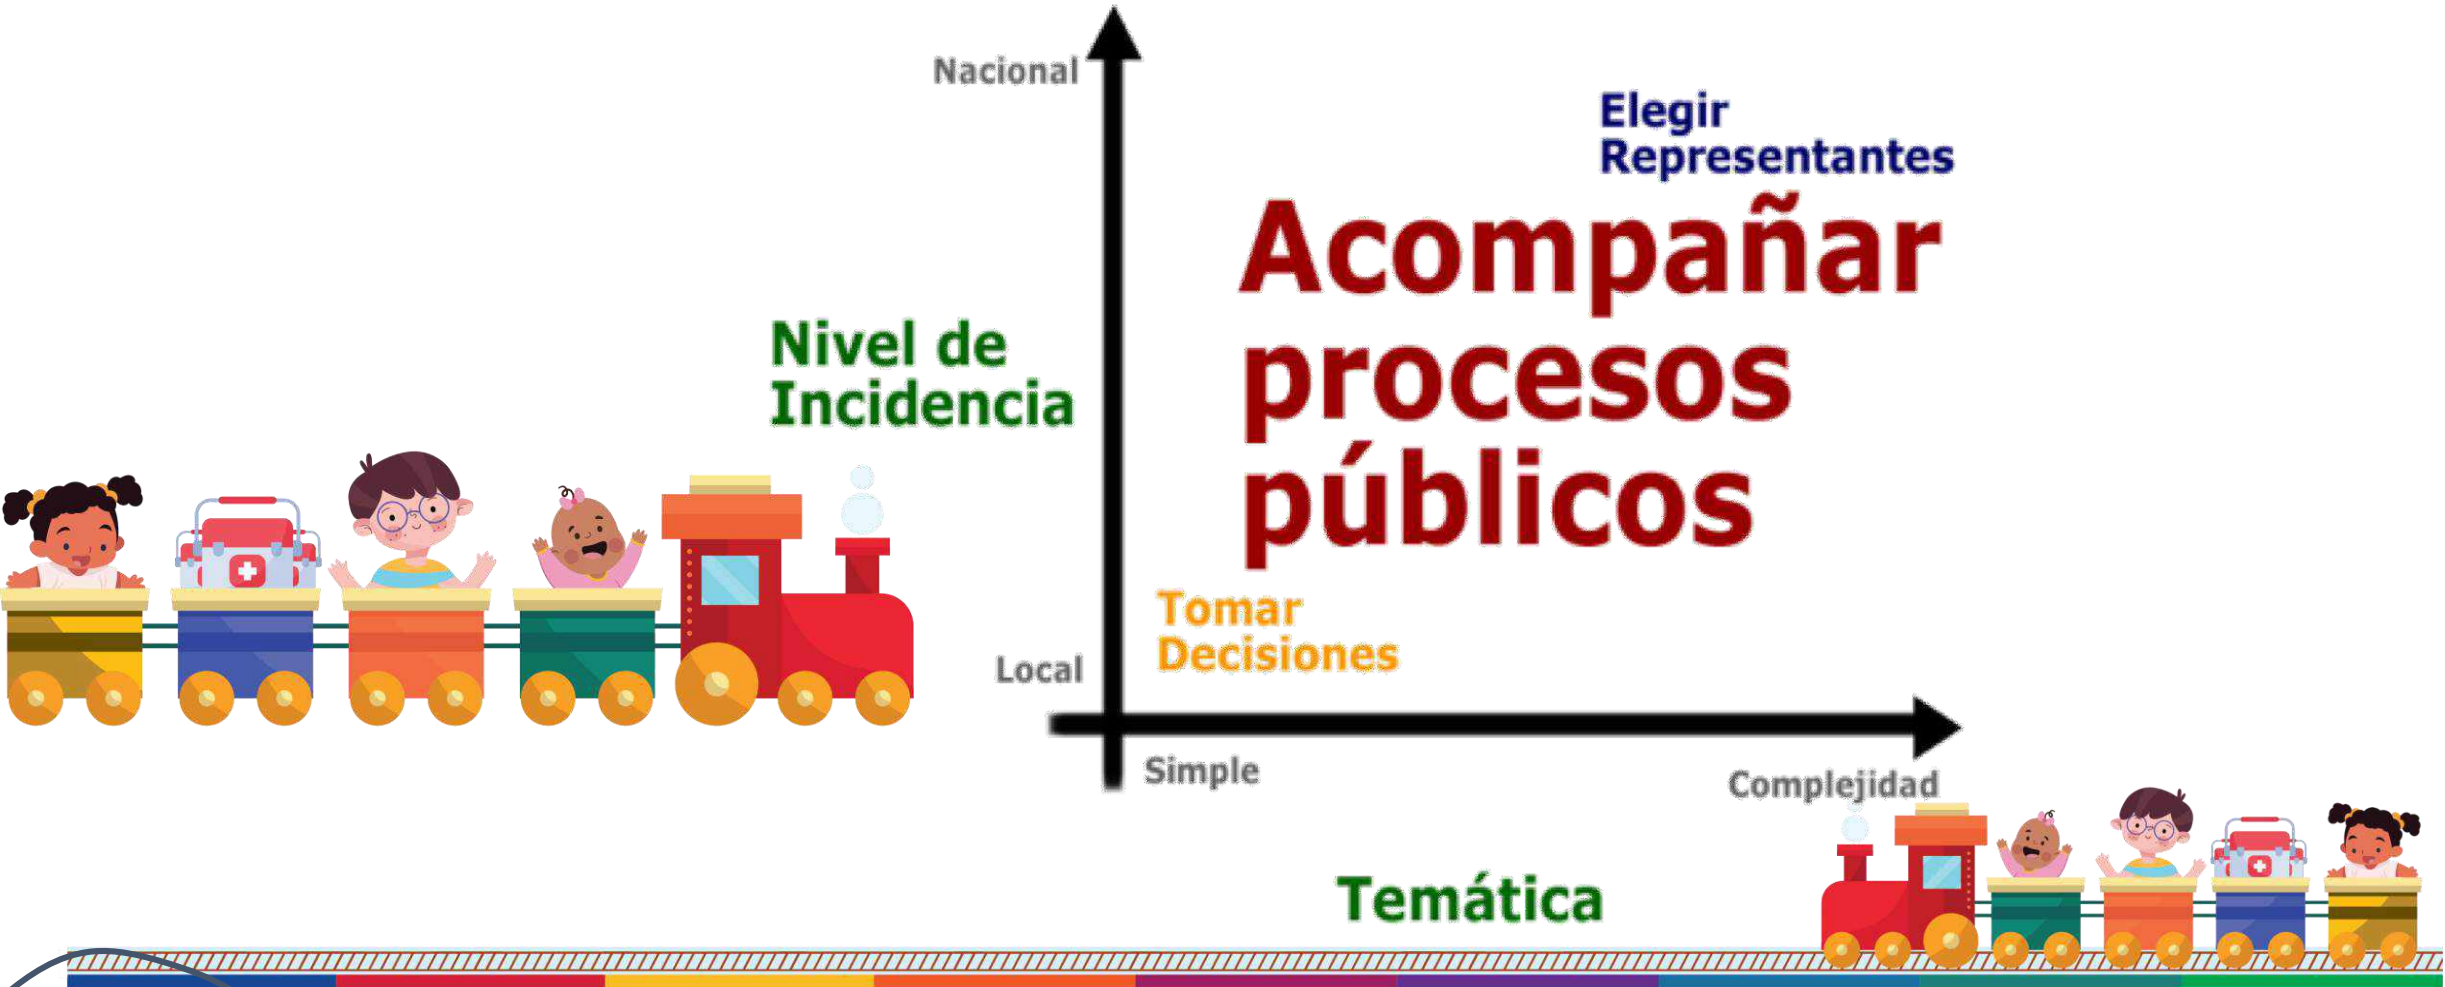 Nacional
Elegir
Representantes
Acompañar
procesos
públicos
Nivel de
Incidencia
Tomar
Decisiones
Local
Simple
Complejidad
Temática